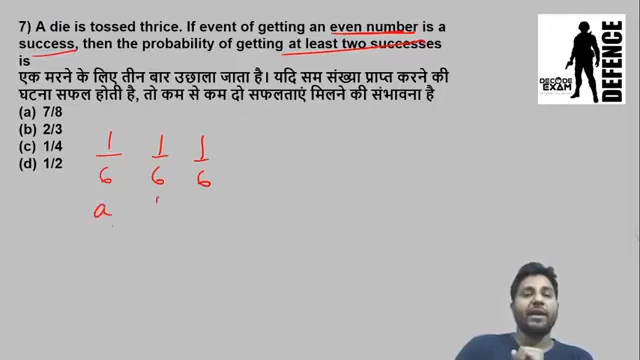 7) A die is tossed thrice. If event of getting an even number is a
success, then the probability of getting at least two successes
is
एक मरने के लिए तीन बार उछाला जाता है। यदि सम संख्या प्राप्त करने की
घटना सफल होती है, तो कम से कम दो सफलताएं मिलने की संभावना है
(a) 7/8
(b) 2/3
(c) 1/4
(d) 1/2
1 1 1
6 6 6
a
DECODE
EXAM
DEFENCE